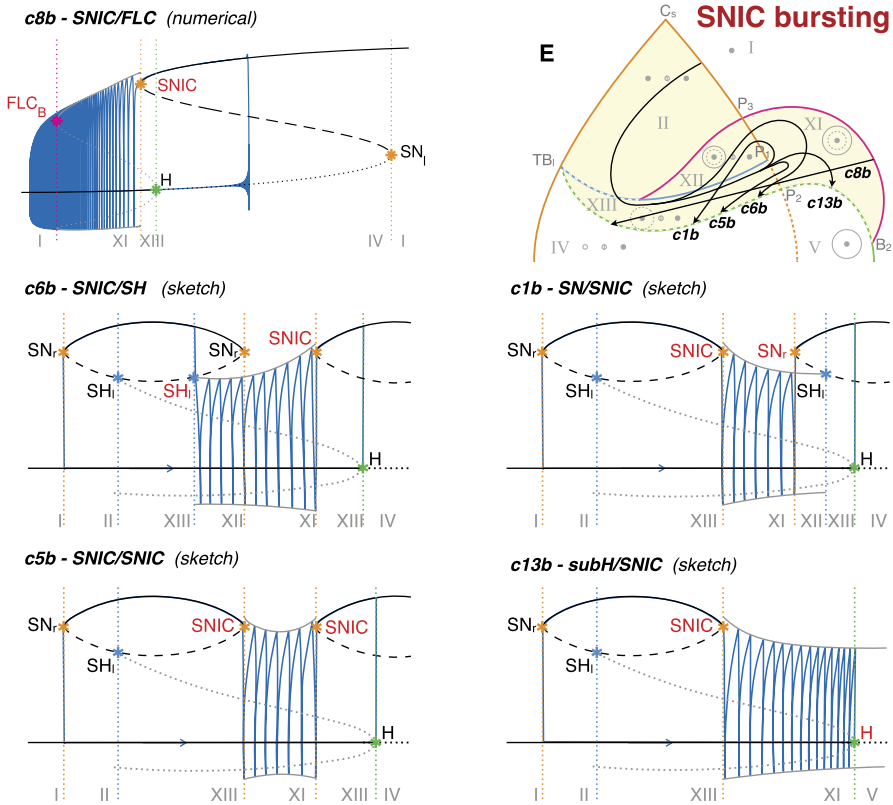 c8b - SNIC/FLC (numerical)
SNIC
FLC_B
SN_l
H
I XI XIII IV I
SNIC bursting
E
C_s
I
II
P_3
XI
TB_l
P_1
XII
XIII
c8b
P_2
c13b
c6b
c5b
c1b
IV
V
B_2
c6b - SNIC/SH (sketch)
SN_r SN_r SNIC
SH_l SH_l
H
I II XIII XII XI XIII IV
c1b - SN/SNIC (sketch)
SN_r SNIC SN_r
SH_l SH_l
H
I II XIII XI XII XIII IV
c5b - SNIC/SNIC (sketch)
SN_r SNIC SNIC
SH_l
H
I II XIII XI XIII IV
c13b - subH/SNIC (sketch)
SN_r SNIC
SH_l
H
I II XIII XI V